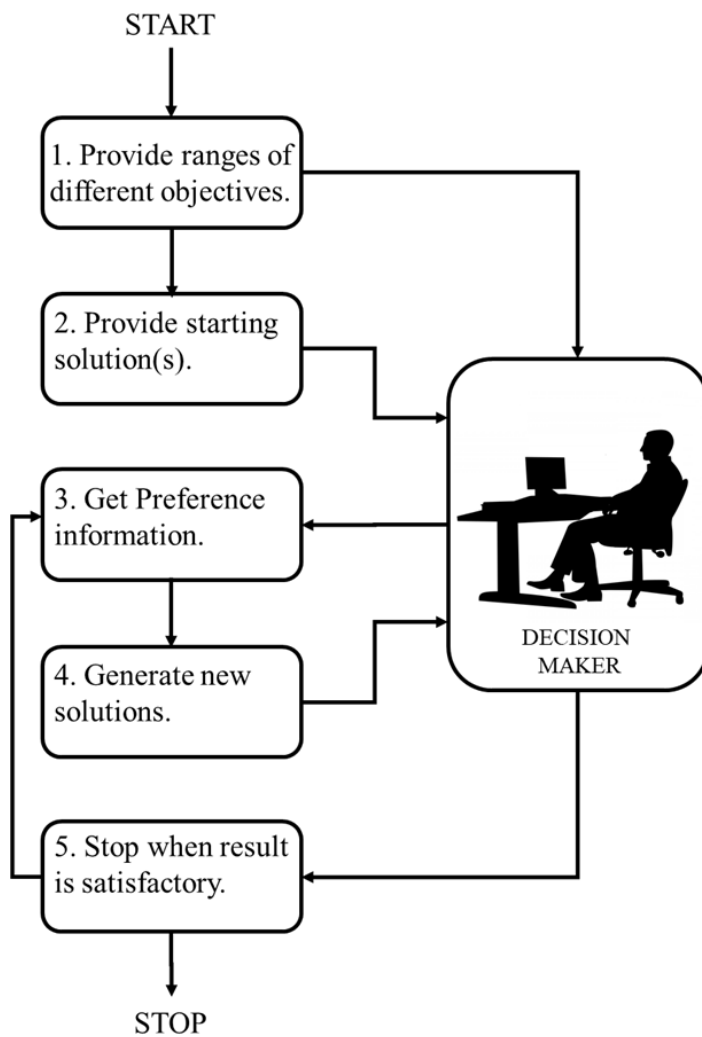 START
1. Provide ranges of
different objectives.
2. Provide starting
solution(s).
3. Get Preference
information.
DECISION
MAKER
4. Generate new
solutions.
5. Stop when result
is satisfactory.
STOP